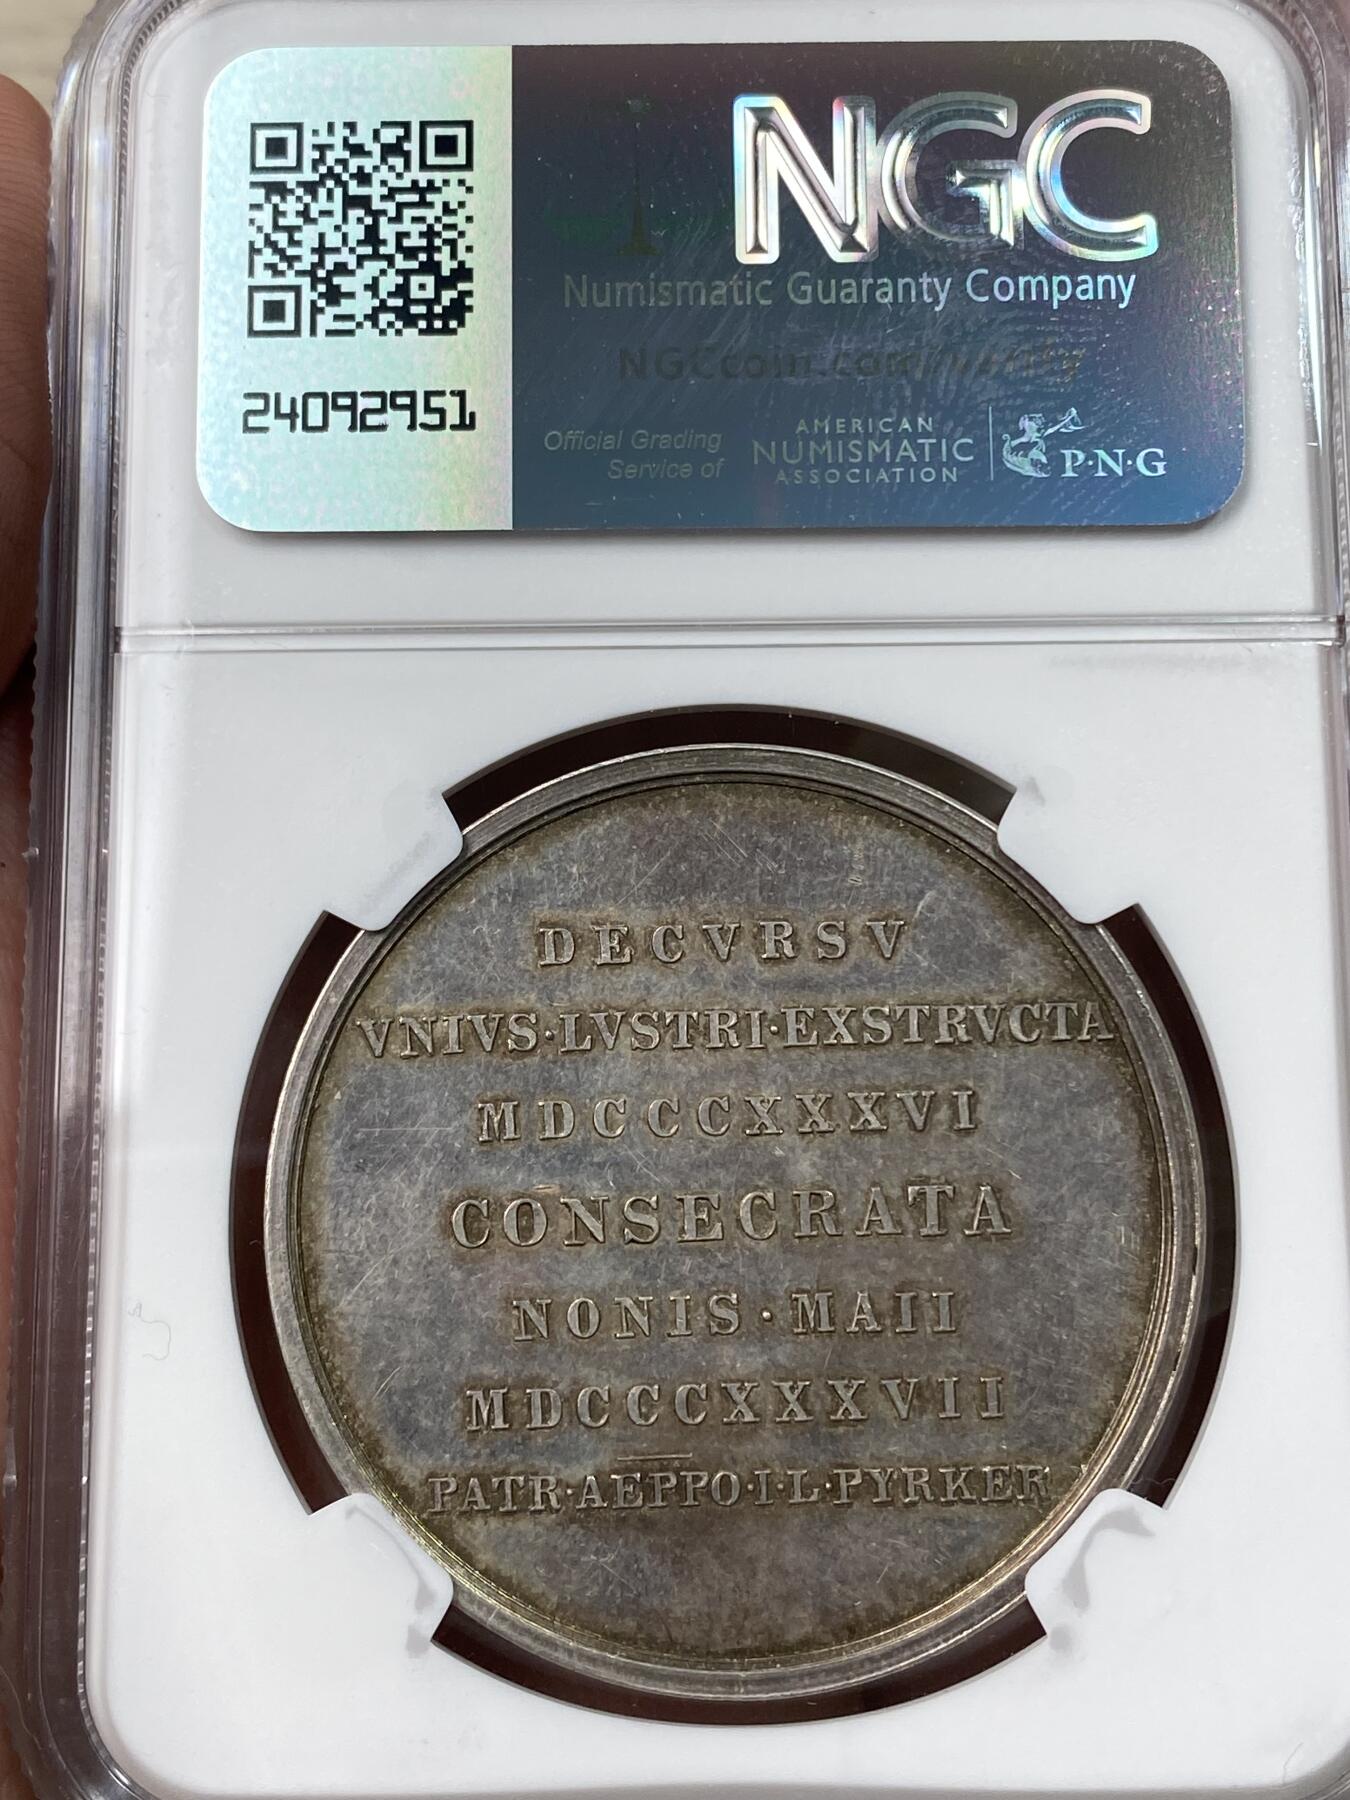 NGC
Numismatic Guaranty Company
NGCcoin.com/verify
24092951
Official Grading
Service of
AMERICAN
NUMISMATIC
ASSOCIATION
P·N·G
DECVRSV
VNIVS·LVSTRI·EXSTRVCTA
MDCCCXXXVI
CONSECRATA
NONIS·MAII
MDCCCXXXVII
PATR·AEPPO·I·L·PYRKER